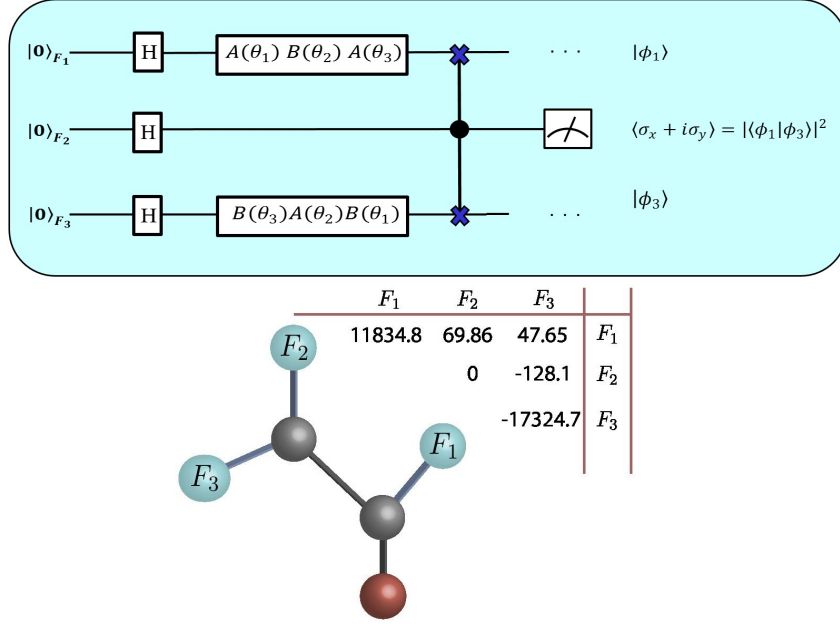 |0⟩F₁ H A(θ₁) B(θ₂) A(θ₃) · · · |ϕ₁⟩
|0⟩F₂ H ⟨σₓ + iσᵧ⟩ = |⟨ϕ₁|ϕ₃⟩|²
|0⟩F₃ H B(θ₃)A(θ₂)B(θ₁) · · · |ϕ₃⟩
F₁ F₂ F₃
11834.8 69.86 47.65 F₁
0 -128.1 F₂
-17324.7 F₃
F₂
F₁
F₃